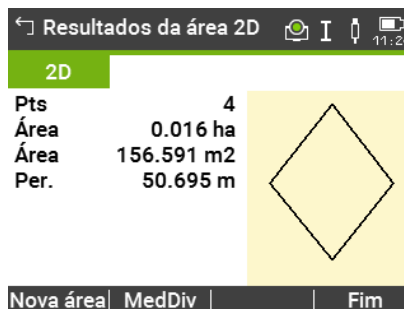 Resultados da área 2D
2D
Pts 4
Área 0.016 ha
Área 156.591 m2
Per. 50.695 m
Nova área MedDiv Fim